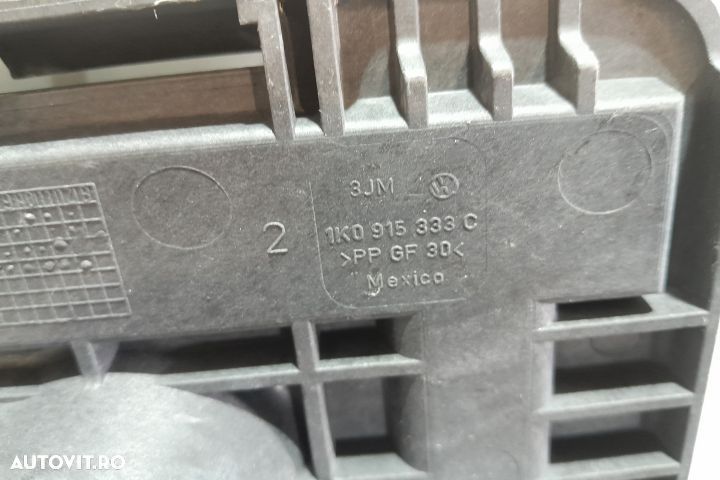 3JM
2
1K0 915 333 C
>PP GF 30<
Mexico
AUTOVIT.RO